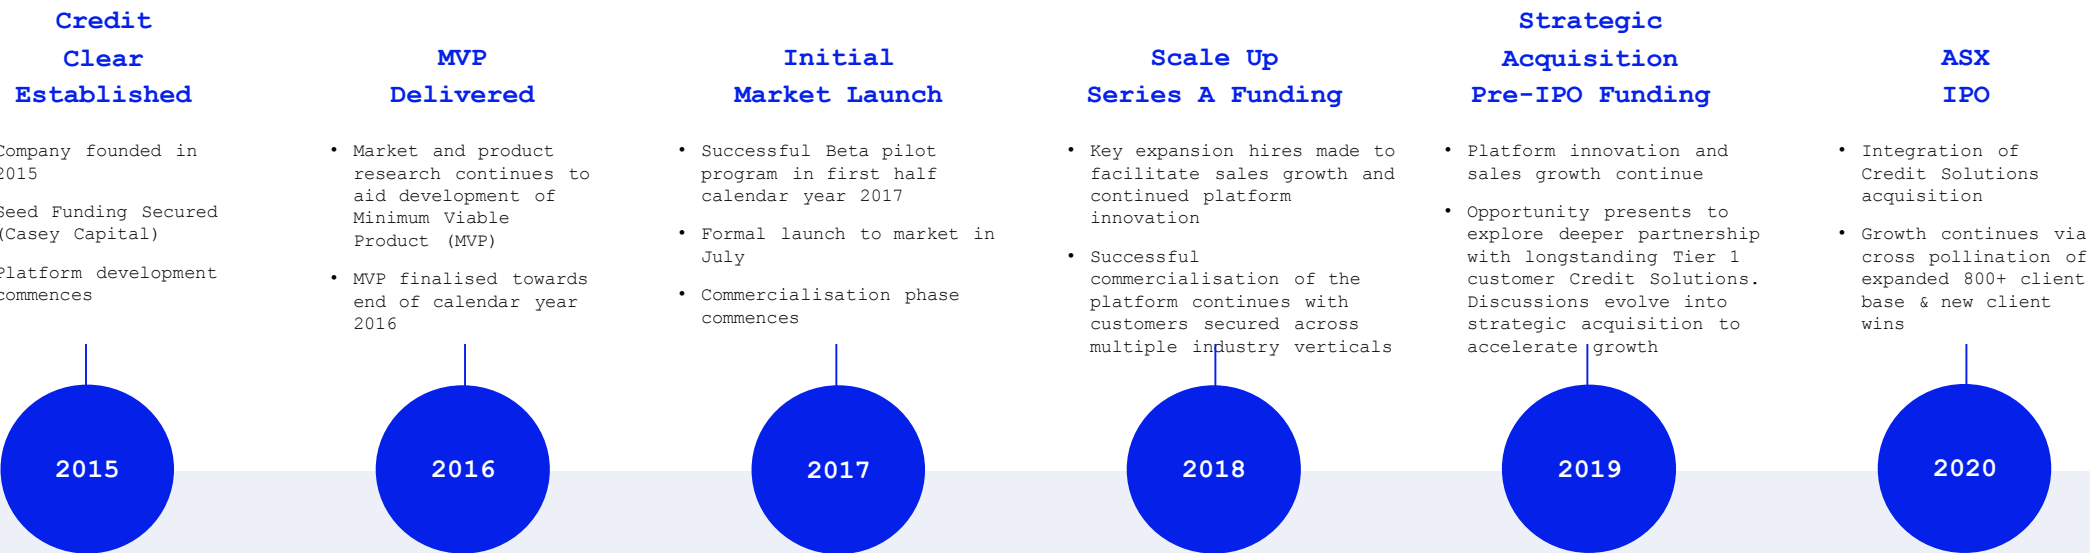 Credit
Clear
Established
Company founded in
2015
Seed Funding Secured
(Casey Capital)
Platform development
commences
2015
MVP
Delivered
• Market and product
research continues to
aid development of
Minimum Viable
Product (MVP)
• MVP finalised towards
end of calendar year
2016
2016
Initial
Market Launch
• Successful Beta pilot
program in first half
calendar year 2017
• Formal launch to market in
July
• Commercialisation phase
commences
2017
Scale Up
Series A Funding
• Key expansion hires made to
facilitate sales growth and
continued platform
innovation
• Successful
commercialisation of the
platform continues with
customers secured across
multiple industry verticals
2018
Strategic
Acquisition
Pre-IPO Funding
• Platform innovation and
sales growth continue
• Opportunity presents to
explore deeper partnership
with longstanding Tier 1
customer Credit Solutions.
Discussions evolve into
strategic acquisition to
accelerate growth
2019
ASX
IPO
• Integration of
Credit Solutions
acquisition
• Growth continues via
cross pollination of
expanded 800+ client
base & new client
wins
2020